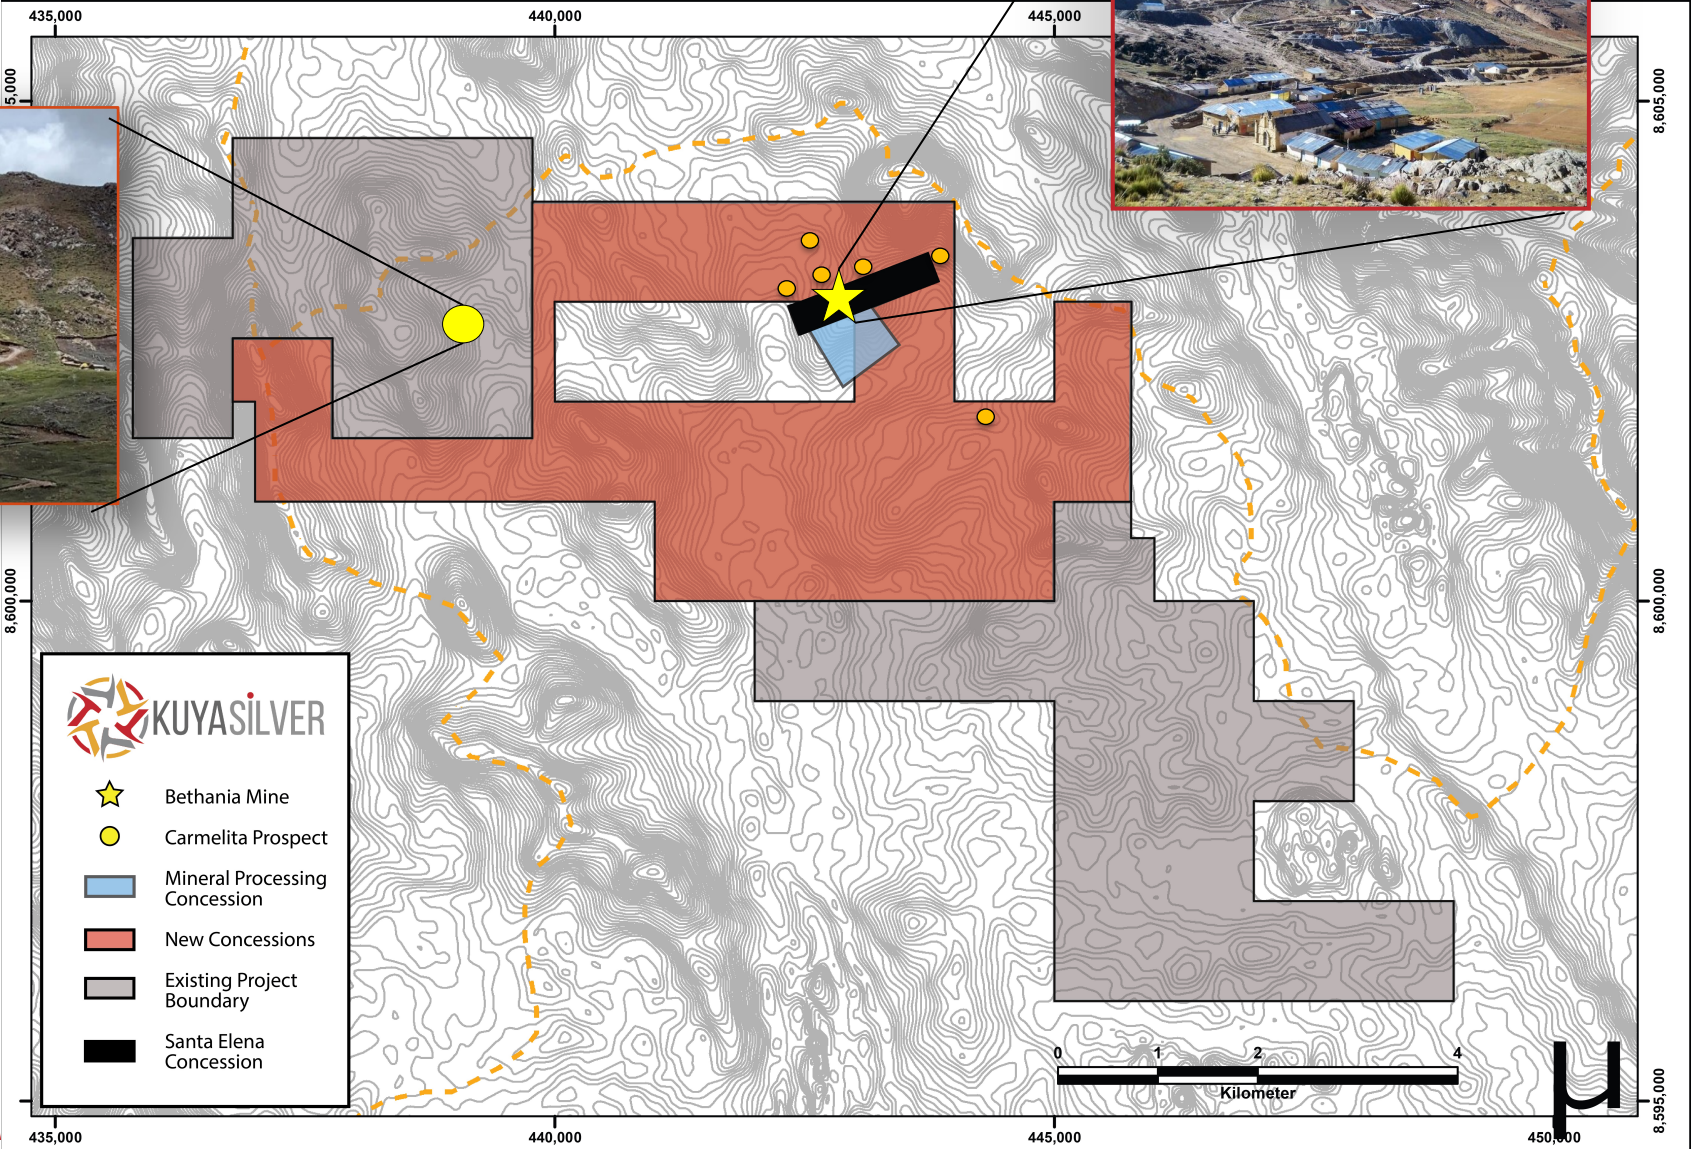 435,000
440,000
445,000
5,000
8,605,000
8,600,000
8,600,000
KUYASILVER
Bethania Mine
Carmelita Prospect
Mineral Processing
Concession
New Concessions
Existing Project
Boundary
Santa Elena
Concession
0 1 2 4
Kilometer
8,595,000
435,000
440,000
445,000
450,000